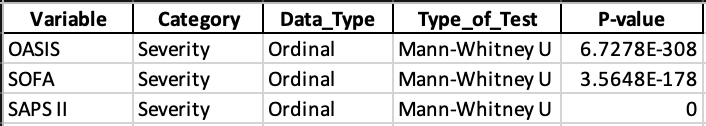 Variable Category Data_Type Type_of_Test P-value
OASIS Severity Ordinal Mann-Whitney U 6.7278E-308
SOFA Severity Ordinal Mann-Whitney U 3.5648E-178
SAPS II Severity Ordinal Mann-Whitney U 0